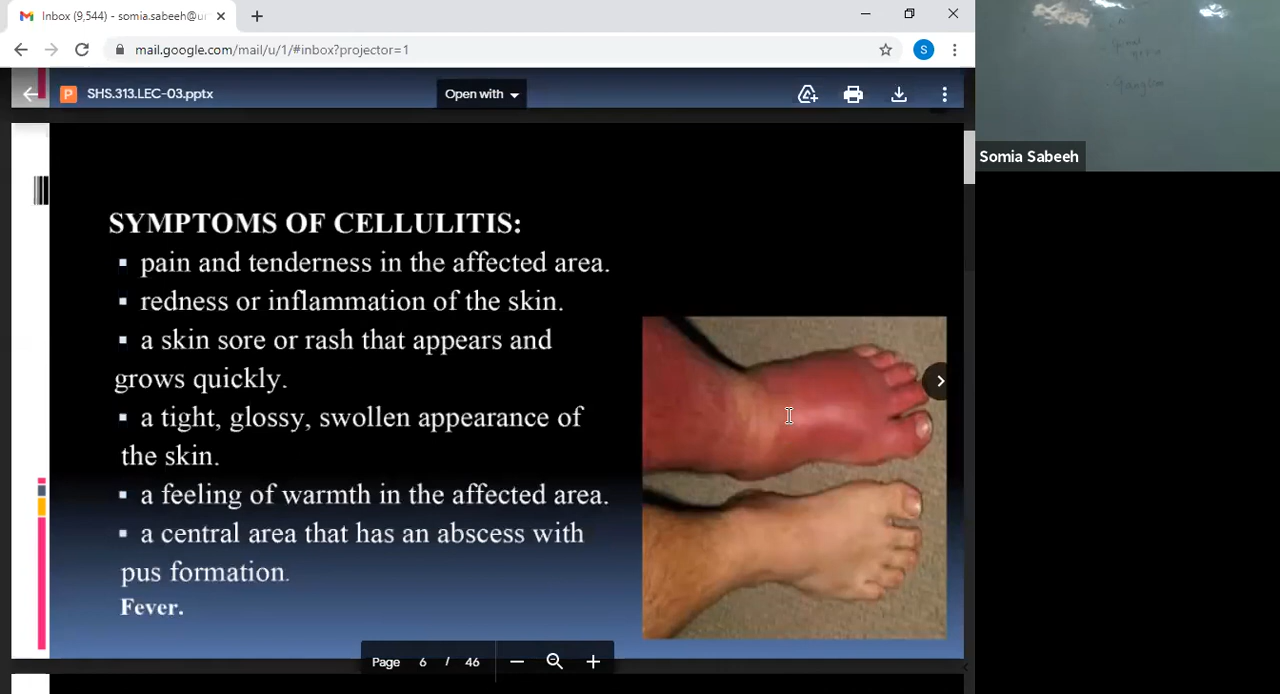 Inbox (9,544) - somia.sabeeh@u
mail.google.com/mail/u/1/#inbox?projector=1
S
P
SHS.313.LEC-03.pptx
Open with
Somia Sabeeh
SYMPTOMS OF CELLULITIS:
▪ pain and tenderness in the affected area.
▪ redness or inflammation of the skin.
▪ a skin sore or rash that appears and
grows quickly.
▪ a tight, glossy, swollen appearance of
the skin.
▪ a feeling of warmth in the affected area.
▪ a central area that has an abscess with
pus formation.
Fever.
Page 6 / 46